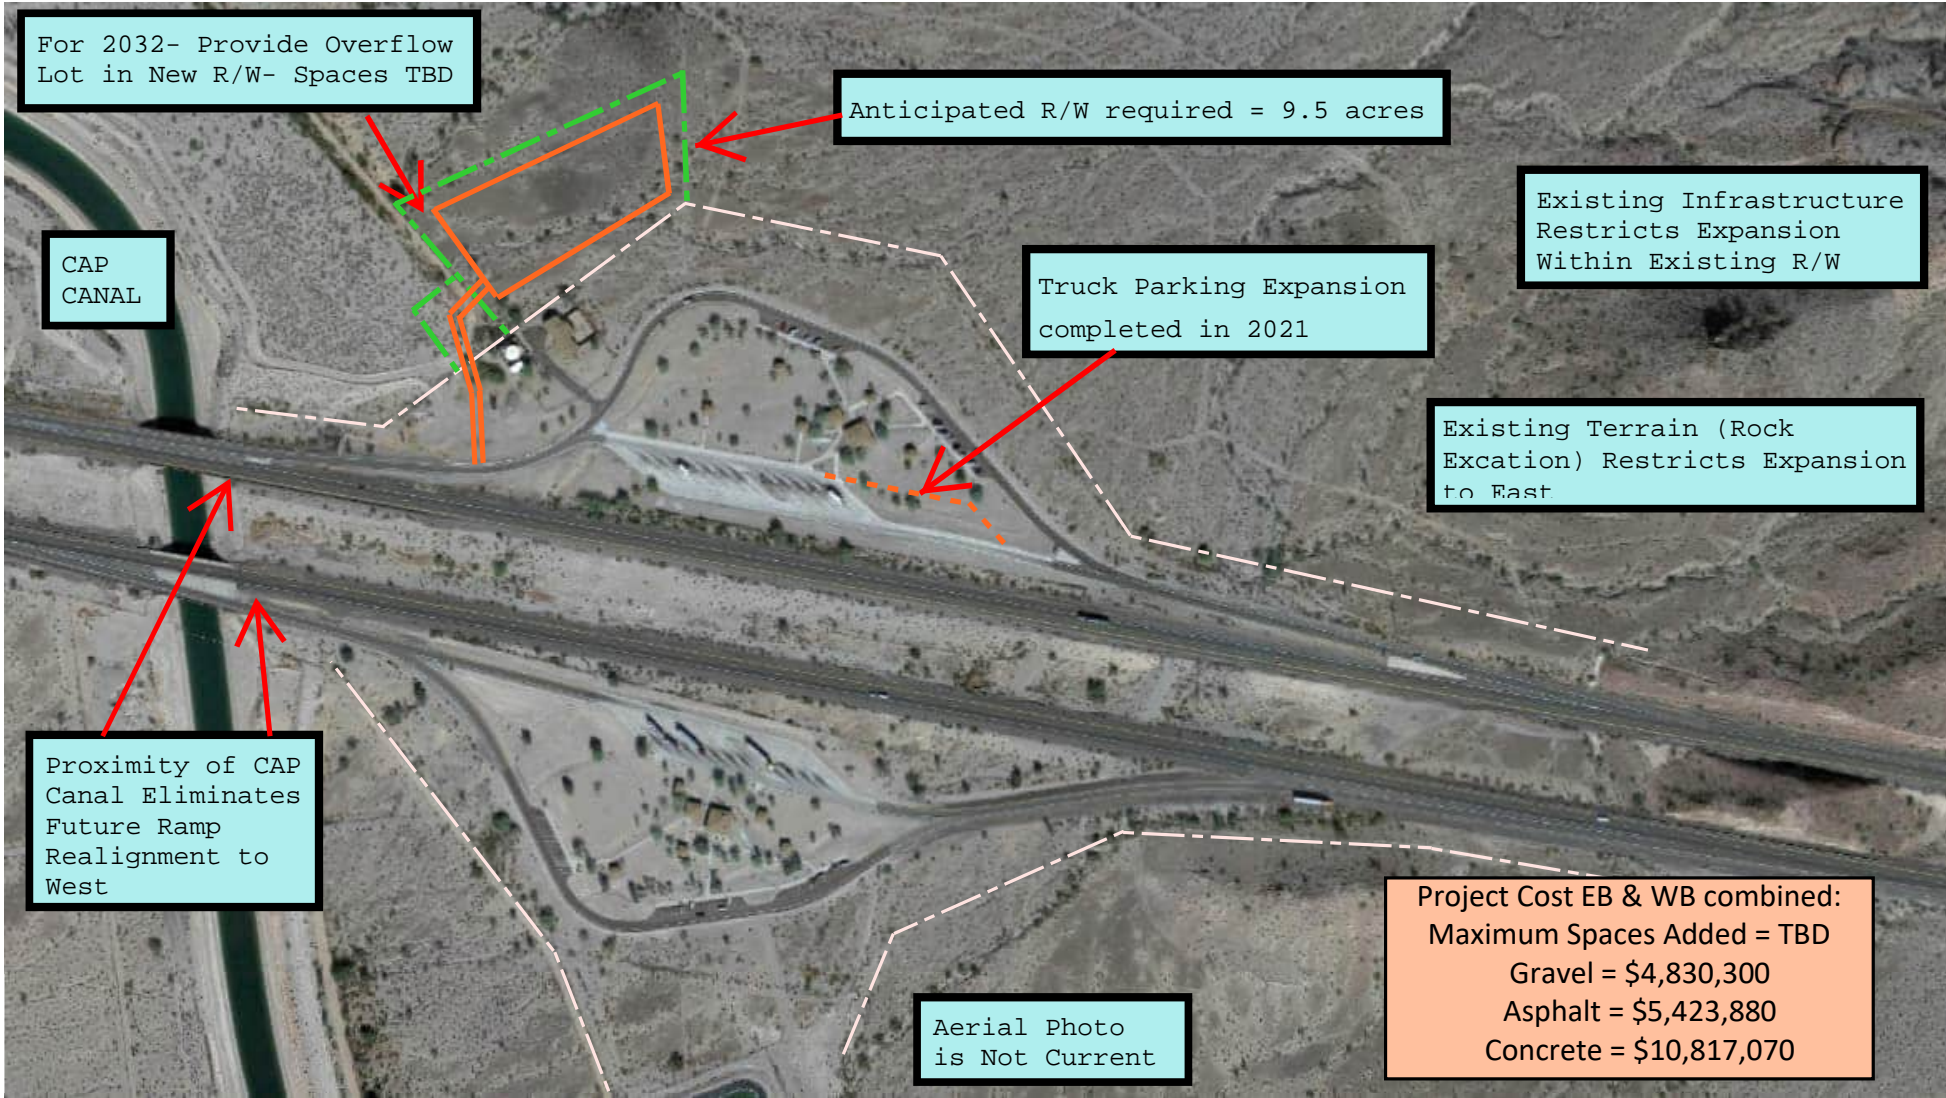 For 2032- Provide Overflow
Lot in New R/W- Spaces TBD
Anticipated R/W required = 9.5 acres
Existing Infrastructure
Restricts Expansion
Within Existing R/W
CAP
CANAL
Truck Parking Expansion
completed in 2021
Existing Terrain (Rock
Excation) Restricts Expansion
to East
Proximity of CAP
Canal Eliminates
Future Ramp
Realignment to
West
Aerial Photo
is Not Current
Project Cost EB & WB combined:
Maximum Spaces Added = TBD
Gravel = $4,830,300
Asphalt = $5,423,880
Concrete = $10,817,070